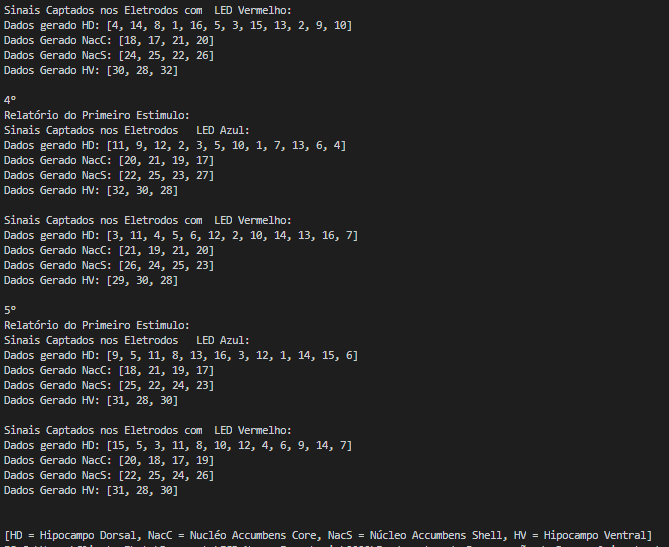 Sinais Captados nos Eletrodos com  LED Vermelho:
Dados gerado HD: [4, 14, 8, 1, 16, 5, 3, 15, 13, 2, 9, 10]
Dados Gerado NacC: [18, 17, 21, 20]
Dados Gerado NacS: [24, 25, 22, 26]
Dados Gerado HV: [30, 28, 32]
4º
Relatório do Primeiro Estimulo:
Sinais Captados nos Eletrodos   LED Azul:
Dados gerado HD: [11, 9, 12, 2, 3, 5, 10, 1, 7, 13, 6, 4]
Dados Gerado NacC: [20, 21, 19, 17]
Dados Gerado NacS: [22, 25, 23, 27]
Dados Gerado HV: [32, 30, 28]
Sinais Captados nos Eletrodos com  LED Vermelho:
Dados gerado HD: [3, 11, 4, 5, 6, 12, 2, 10, 14, 13, 16, 7]
Dados Gerado NacC: [21, 19, 21, 20]
Dados Gerado NacS: [26, 24, 25, 23]
Dados Gerado HV: [29, 30, 28]
5º
Relatório do Primeiro Estimulo:
Sinais Captados nos Eletrodos   LED Azul:
Dados gerado HD: [9, 5, 11, 8, 13, 16, 3, 12, 1, 14, 15, 6]
Dados Gerado NacC: [18, 21, 19, 17]
Dados Gerado NacS: [25, 22, 24, 23]
Dados Gerado HV: [31, 28, 30]
Sinais Captados nos Eletrodos com  LED Vermelho:
Dados gerado HD: [15, 5, 3, 11, 8, 10, 12, 4, 6, 9, 14, 7]
Dados Gerado NacC: [20, 18, 17, 19]
Dados Gerado NacS: [22, 25, 24, 26]
Dados Gerado HV: [31, 28, 30]
[HD = Hipocampo Dorsal, NacC = Nucléo Accumbens Core, NacS = Núcleo Accumbens Shell, HV = Hipocampo Ventral]